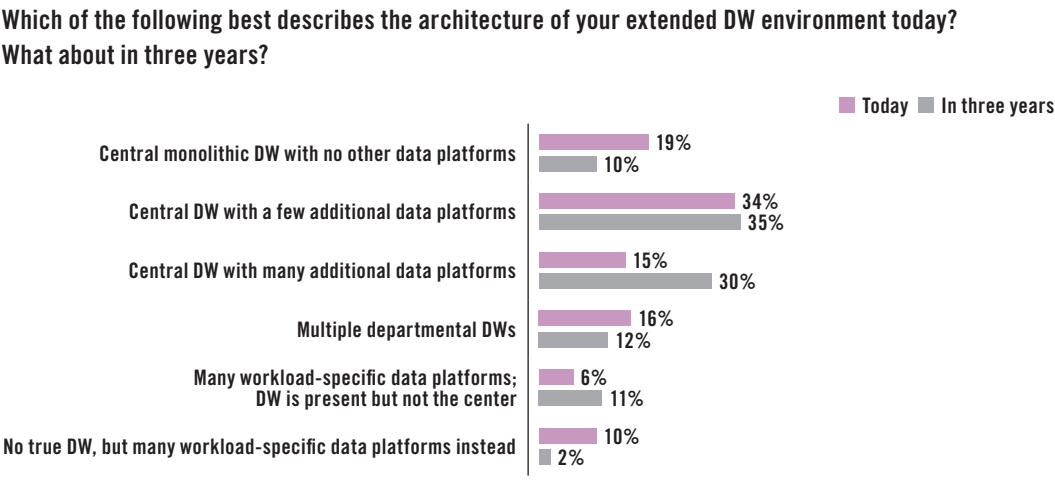 Which of the following best describes the architecture of your extended DW environment today?
What about in three years?
Today In three years
Central monolithic DW with no other data platforms
19%
10%
Central DW with a few additional data platforms
34%
35%
Central DW with many additional data platforms
15%
30%
Multiple departmental DWs
16%
12%
Many workload-specific data platforms;
DW is present but not the center
6%
11%
No true DW, but many workload-specific data platforms instead
10%
2%